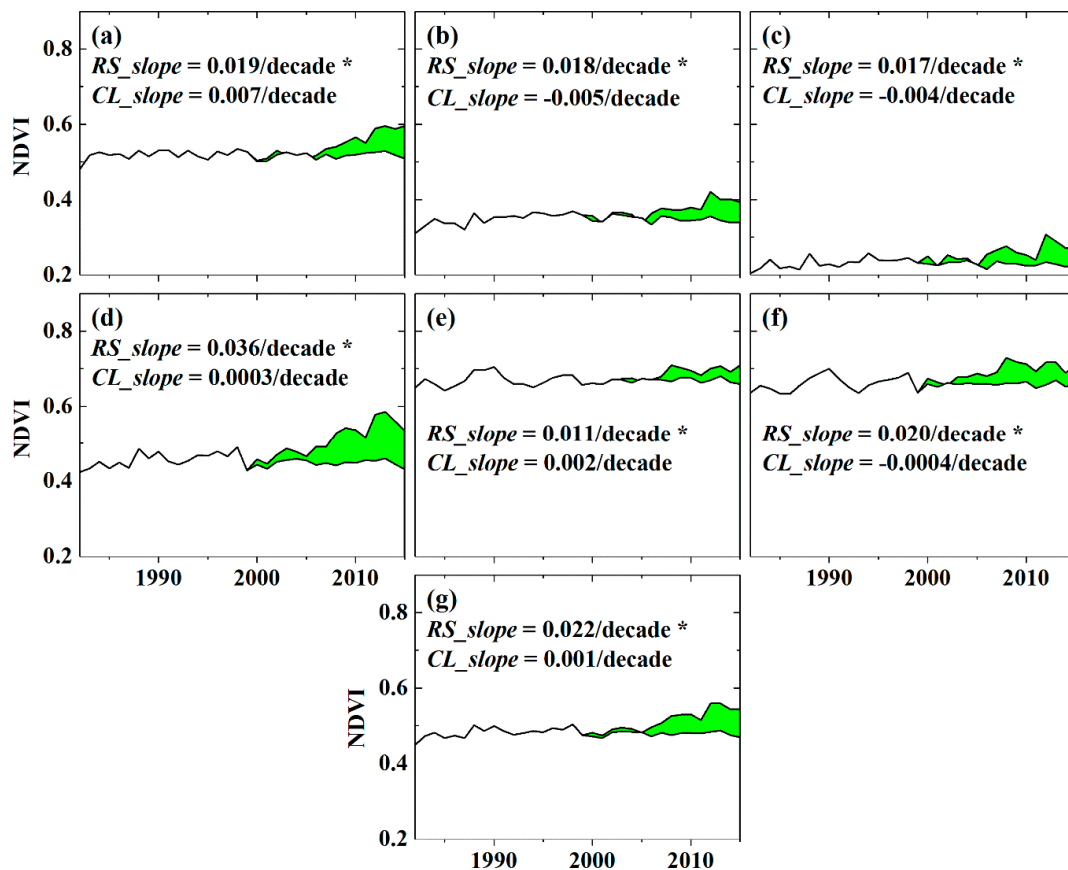 (a)
RS_slope = 0.019/decade *
CL_slope = 0.007/decade
(b)
RS_slope = 0.018/decade *
CL_slope = -0.005/decade
(c)
RS_slope = 0.017/decade *
CL_slope = -0.004/decade
0.8
0.6
0.4
0.2
NDVI
(d)
RS_slope = 0.036/decade *
CL_slope = 0.0003/decade
(e)
RS_slope = 0.011/decade *
CL_slope = 0.002/decade
(f)
RS_slope = 0.020/decade *
CL_slope = -0.0004/decade
0.8
0.6
0.4
0.2
NDVI
1990 2000 2010
1990 2000 2010
(g)
RS_slope = 0.022/decade *
CL_slope = 0.001/decade
0.8
0.6
0.4
0.2
NDVI
1990 2000 2010